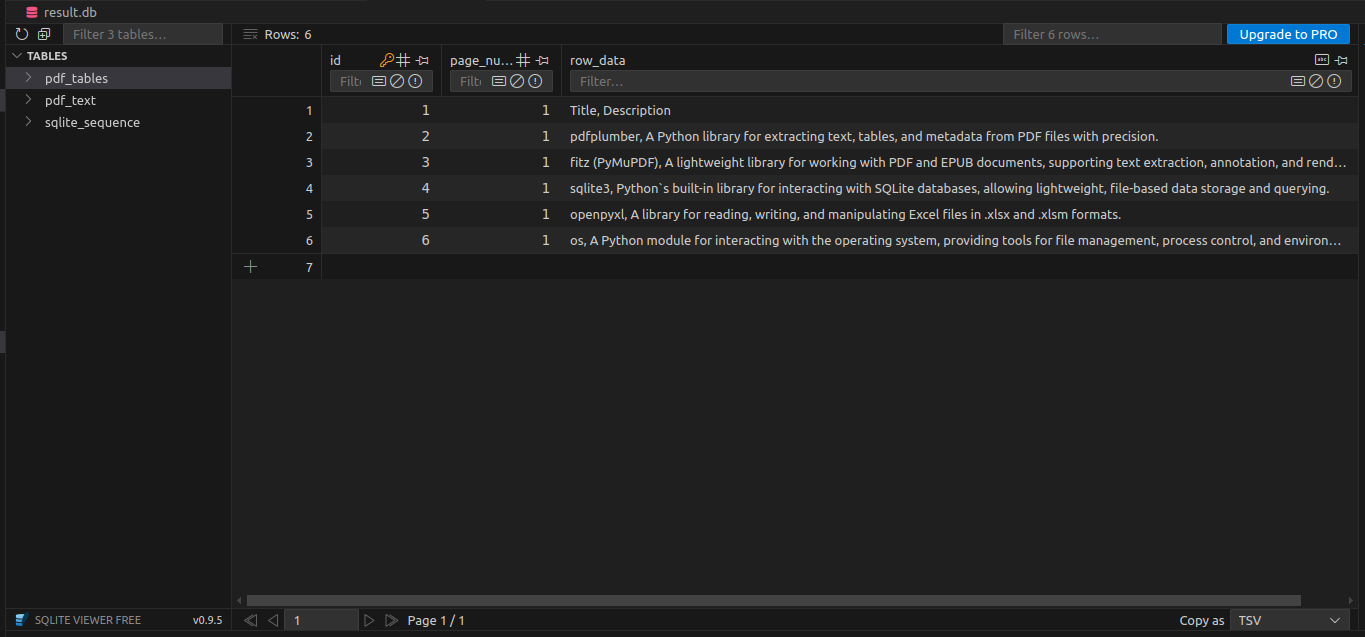 result.db
Filter 3 tables...
Rows: 6
Filter 6 rows...
Upgrade to PRO
TABLES
pdf_tables
pdf_text
sqlite_sequence
id page_nu... row_data
Filte Filte Filter...
1 1 1 Title, Description
2 2 1 pdfplumber, A Python library for extracting text, tables, and metadata from PDF files with precision.
3 3 1 fitz (PyMuPDF), A lightweight library for working with PDF and EPUB documents, supporting text extraction, annotation, and rend...
4 4 1 sqlite3, Python`s built-in library for interacting with SQLite databases, allowing lightweight, file-based data storage and querying.
5 5 1 openpyxl, A library for reading, writing, and manipulating Excel files in .xlsx and .xlsm formats.
6 6 1 os, A Python module for interacting with the operating system, providing tools for file management, process control, and environ...
7
SQLITE VIEWER FREE v0.9.5 1 Page 1 / 1 Copy as TSV